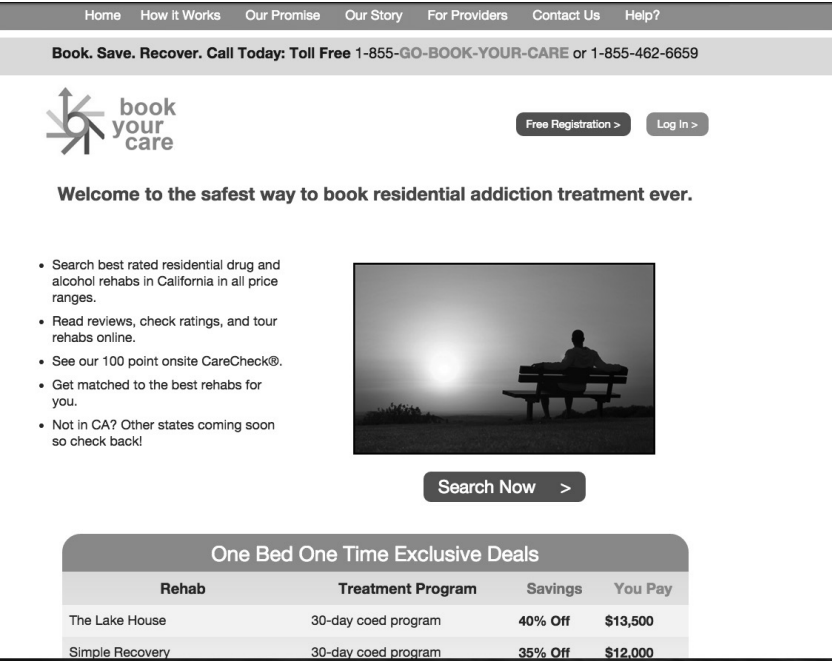 Home How it Works Our Promise Our Story For Providers Contact Us Help?
Book. Save. Recover. Call Today: Toll Free 1-855-GO-BOOK-YOUR-CARE or 1-855-462-6659
book
your
care
Free Registration > Log In >
Welcome to the safest way to book residential addiction treatment ever.
• Search best rated residential drug and
alcohol rehabs in California in all price
ranges.
• Read reviews, check ratings, and tour
rehabs online.
• See our 100 point onsite CareCheck®.
• Get matched to the best rehabs for
you.
• Not in CA? Other states coming soon
so check back!
Search Now >
One Bed One Time Exclusive Deals
Rehab Treatment Program Savings You Pay
The Lake House 30-day coed program 40% Off $13,500
Simple Recovery 30-day coed program 35% Off $12,000